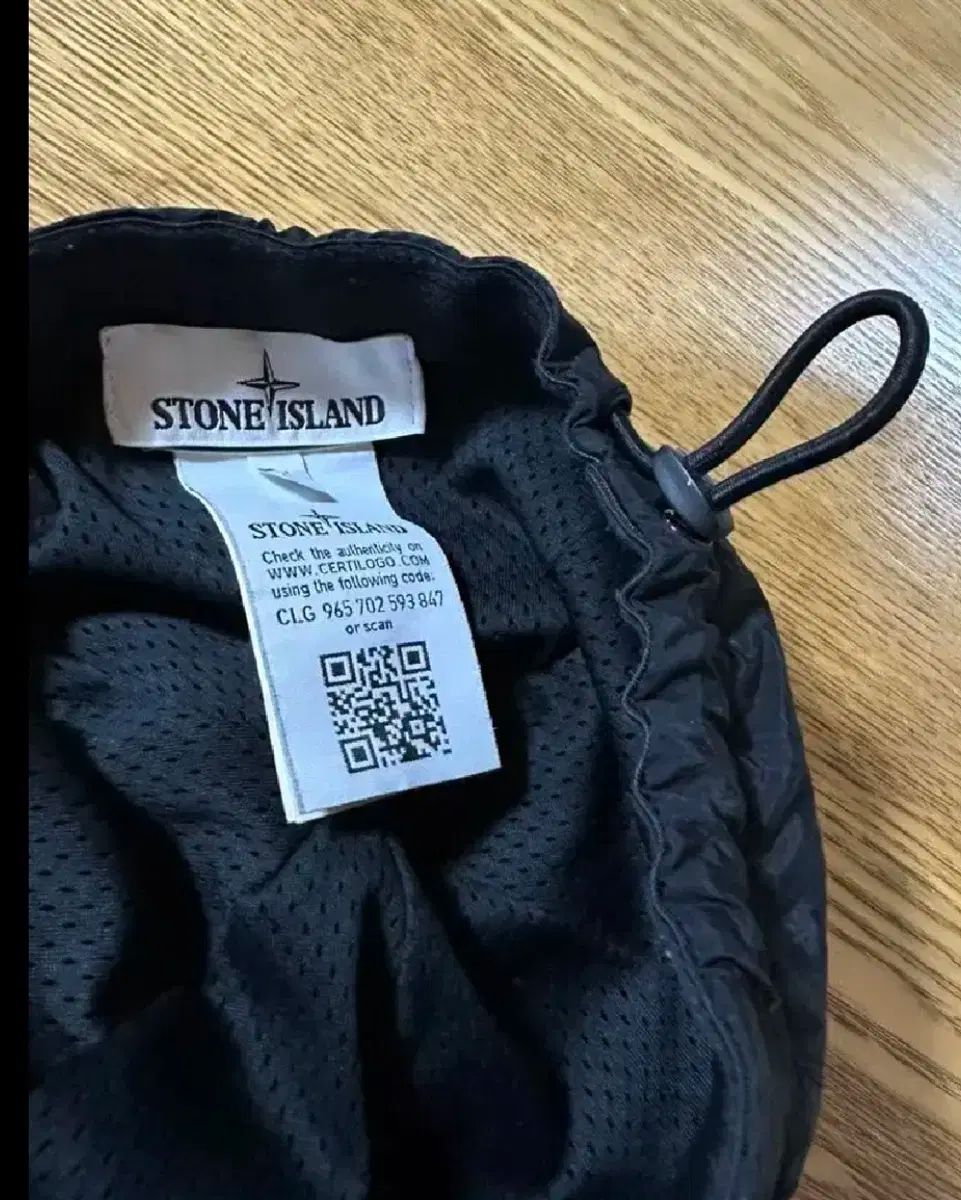 STONE ISLAND
STONE ISLAND
Check the authenticity on
WWW.CERTILOGO.COM
using the following code:
CLG 965 702 593 847
or scan